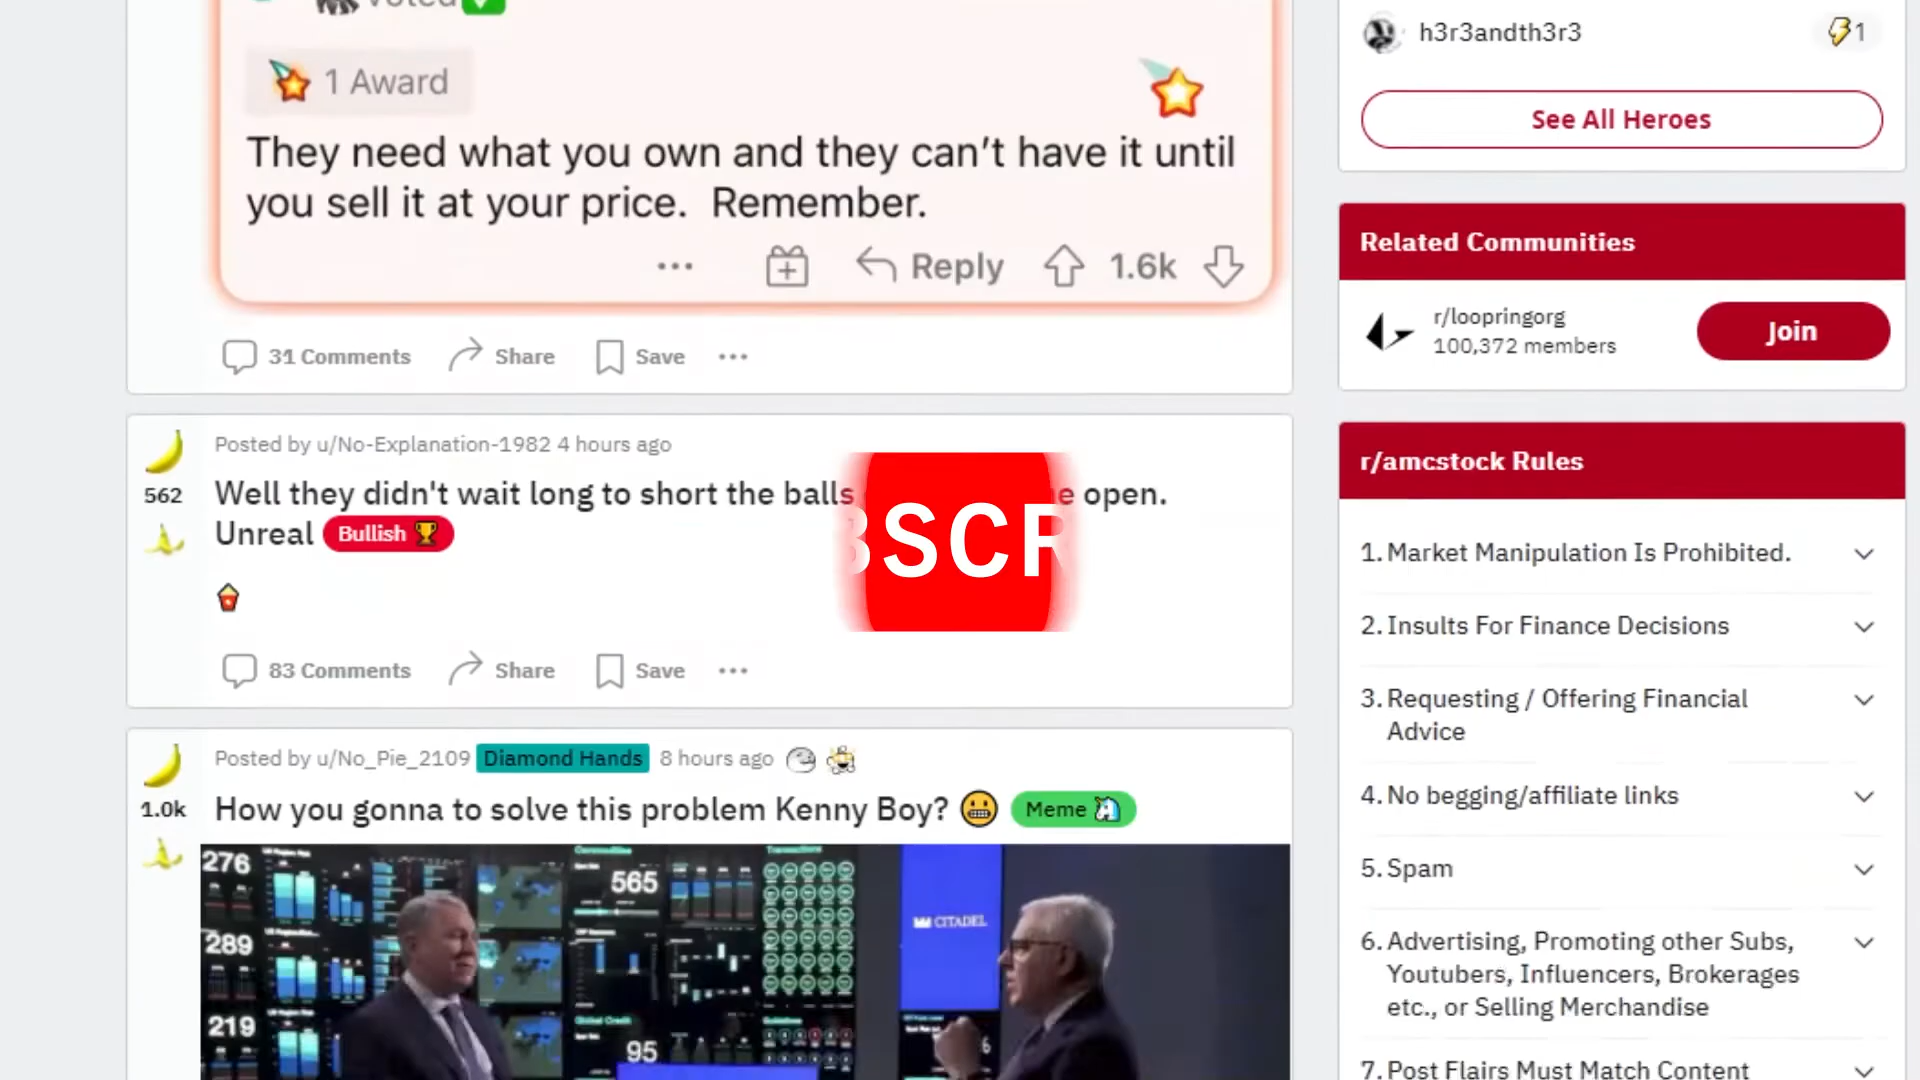 1 Award
They need what you own and they can't have it until
you sell it at your price. Remember.
Reply 1.6k
31 Comments Share Save
Posted by u/No-Explanation-1982 4 hours ago
562
Well they didn't wait long to short the balls open.
Unreal Bullish
BSCR
83 Comments Share Save
Posted by u/No_Pie_2109 Diamond Hands 8 hours ago
1.0k
How you gonna to solve this problem Kenny Boy? Meme
276
565
289
CITADEL
219
95
h3r3andth3r3
1
See All Heroes
Related Communities
r/loopringorg
100,372 members
Join
r/amcstock Rules
1. Market Manipulation Is Prohibited.
2. Insults For Finance Decisions
3. Requesting / Offering Financial
Advice
4. No begging/affiliate links
5. Spam
6. Advertising, Promoting other Subs,
Youtubers, Influencers, Brokerages
etc., or Selling Merchandise
7. Post Flairs Must Match Content